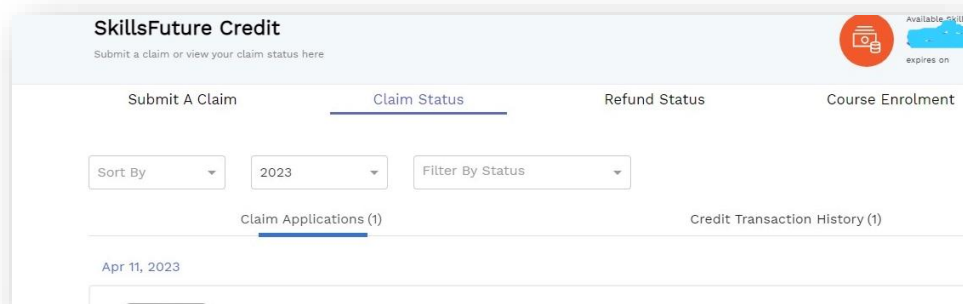 SkillsFuture Credit
Submit a claim or view your claim status here
Available
expires on
Submit A Claim Claim Status Refund Status Course Enrolment
Sort By 2023 Filter By Status
Claim Applications (1) Credit Transaction History (1)
Apr 11, 2023